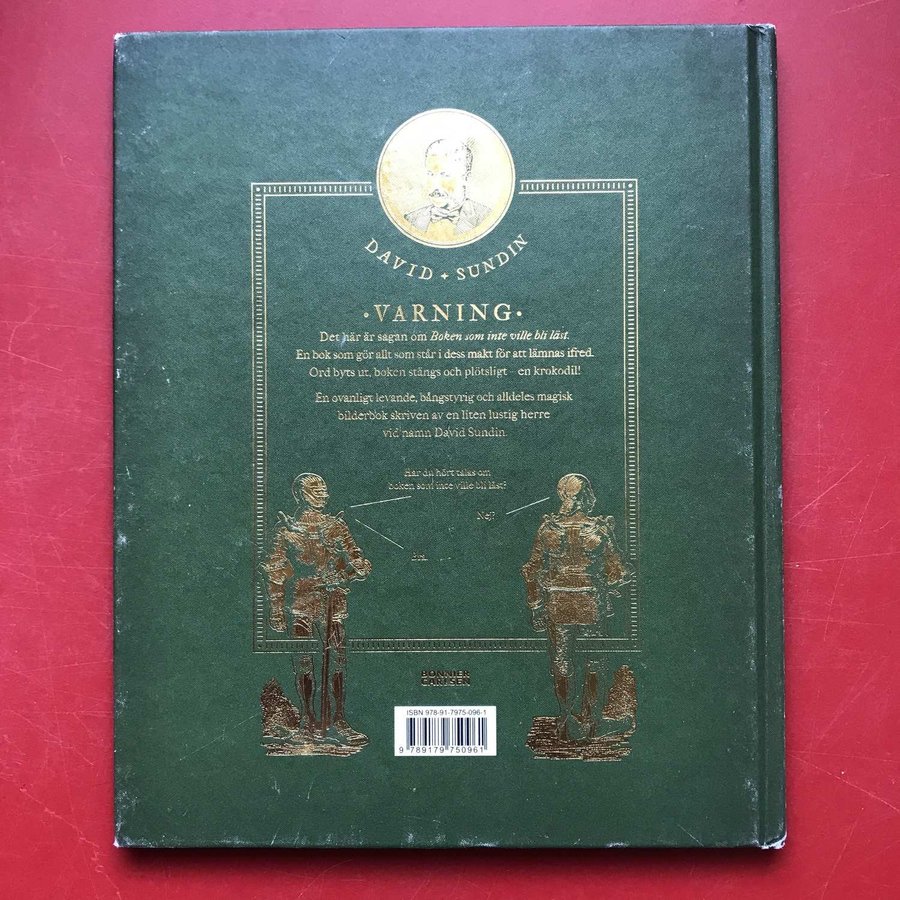 DAVID + SUNDIN
· VARNING ·
Det här är sagan om Boken som inte ville bli läst.
En bok som gör allt som står i dess makt för att lämnas ifred.
Ord byts ut, boken stängs och plötsligt – en krokodil!
En ovanligt levande, bångstyrig och alldeles magisk
bilderbok skriven av en liten lustig herre
vid namn David Sundin.
Har du hört talas om
boken som inte ville bli läst?
Nej?
Bra.
BONNIER
CARLSEN
ISBN 978-91-7975-096-1
9 789179 750961